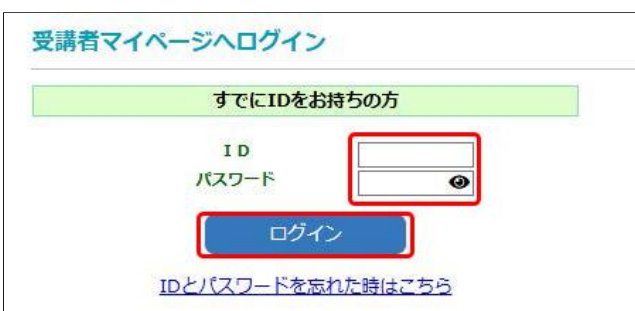 受講者マイページへログイン
すでにIDをお持ちの方
ＩＤ
パスワード
ログイン
IDとパスワードを忘れた時はこちら